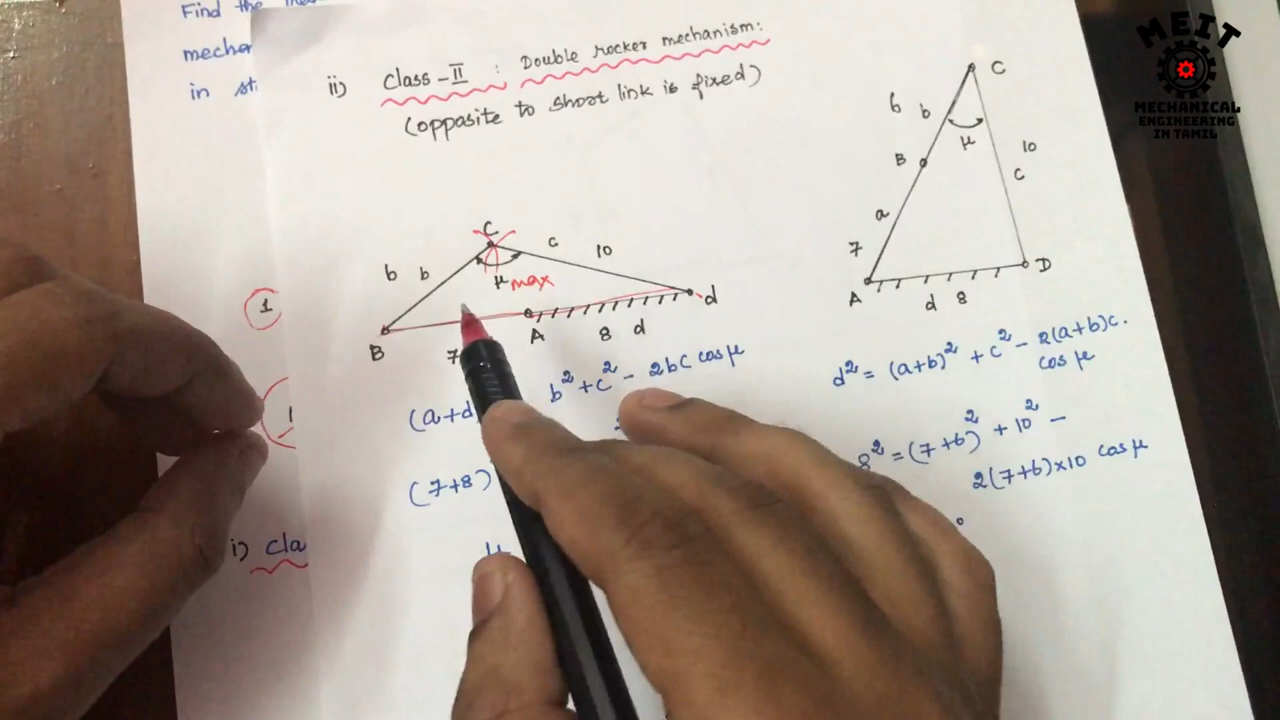 Find the
mecha
in st
ii) Class-II : Double rocker mechanism:
(opposite to short link is fixed)
MEIT
MECHANICAL
ENGINEERING
IN TAMIL
C
6 b
μ
10
B
C
a
7
A
D
d 8
C
b b
c 10
μ max
1
B
A
d
7
8 d
(a+d b² + c² - 2bc cos μ
d² = (a+b)² + c² - 2(a+b)c.
cos μ
(7+8)
8² = (7+6)² + 10² -
2(7+6)×10 cos μ
1
i) cla